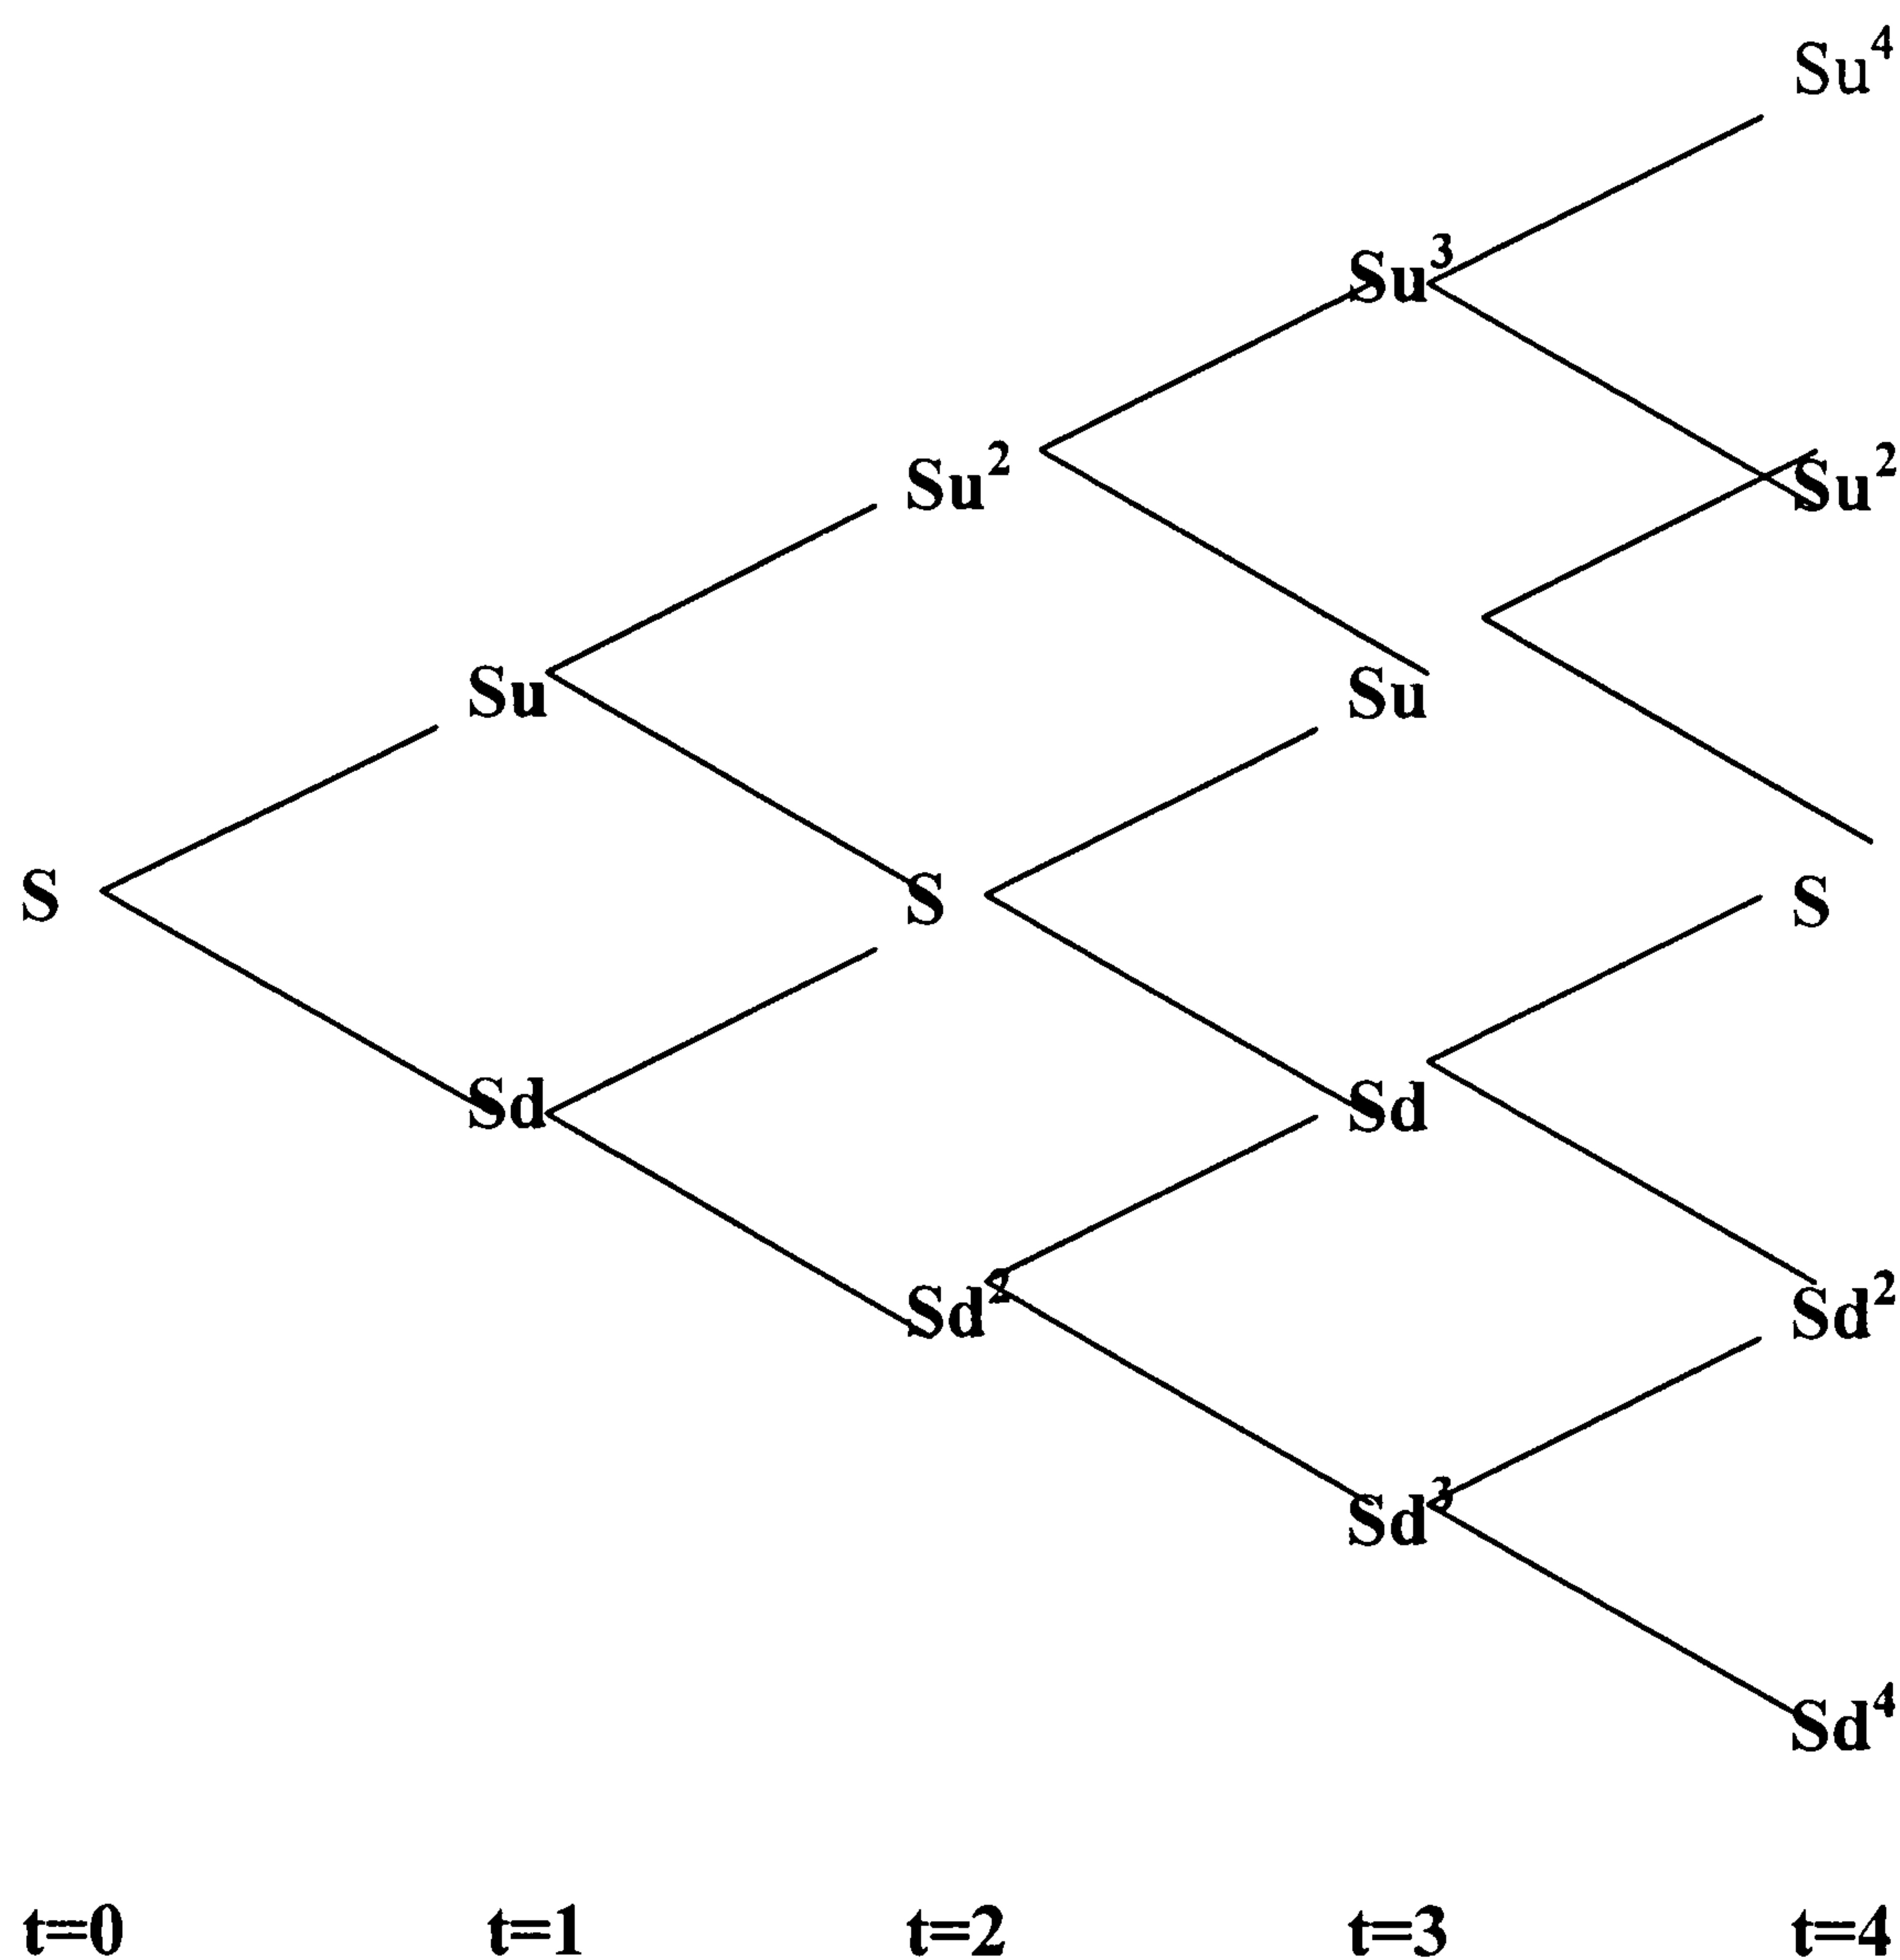 Su⁴
Su³
Su² Su²
Su Su
S S S
Sd Sd
Sd² Sd²
Sd³
Sd⁴
t=0 t=1 t=2 t=3 t=4